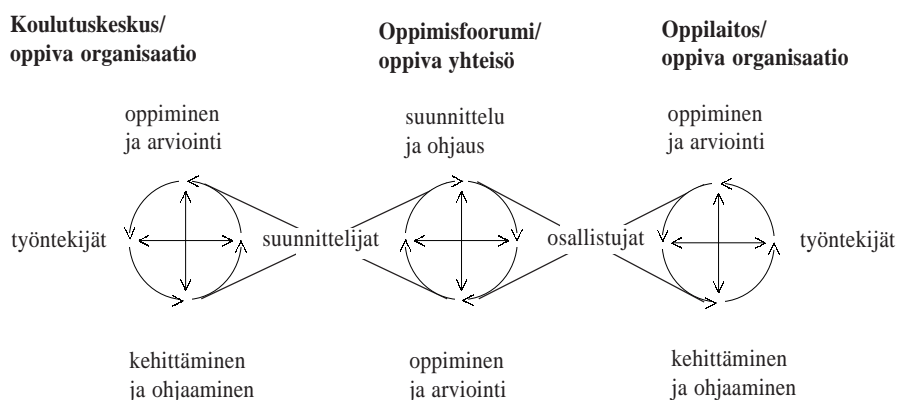 Koulutuskeskus/
oppiva organisaatio
Oppimisfoorumi/
oppiva yhteisö
Oppilaitos/
oppiva organisaatio
oppiminen
ja arviointi
suunnittelu
ja ohjaus
oppiminen
ja arviointi
työntekijät
suunnittelijat
osallistujat
työntekijät
kehittäminen
ja ohjaaminen
oppiminen
ja arviointi
kehittäminen
ja ohjaaminen